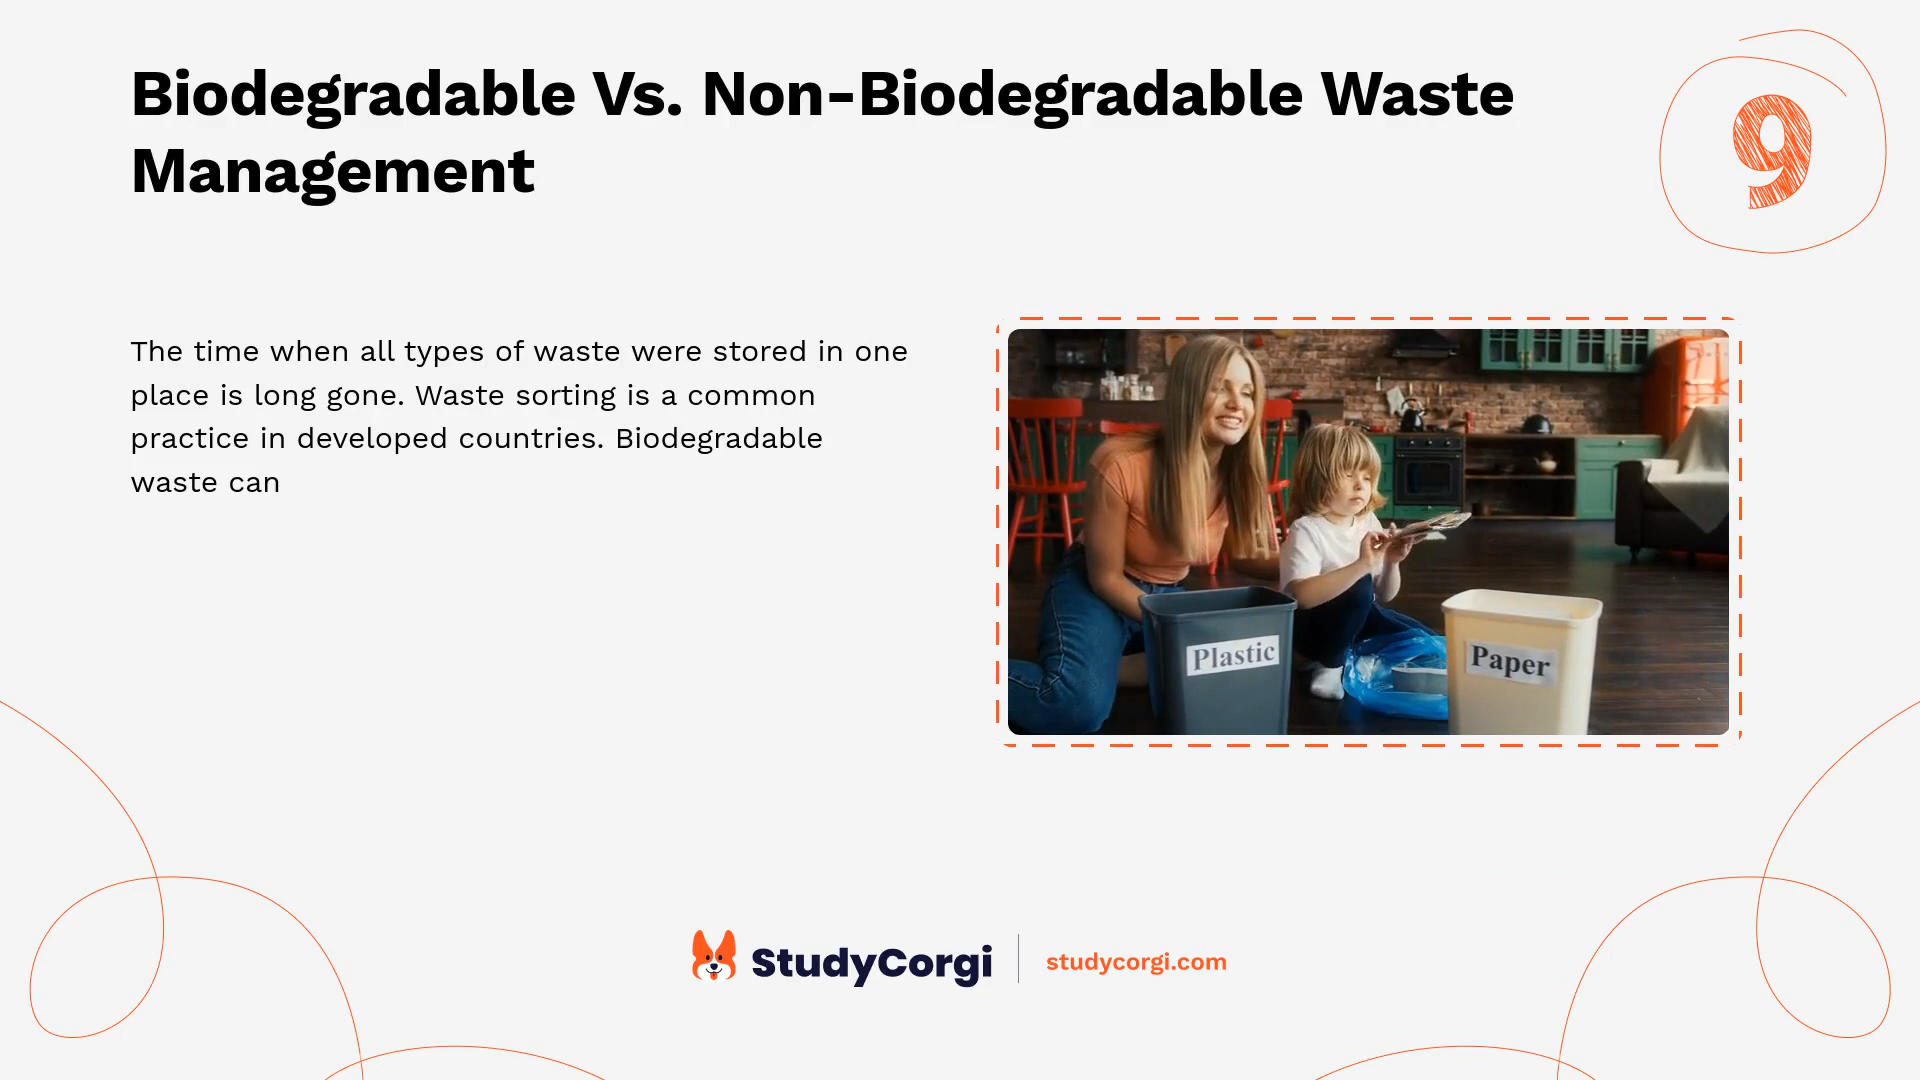 Biodegradable Vs. Non-Biodegradable Waste
Management
9
The time when all types of waste were stored in one
place is long gone. Waste sorting is a common
practice in developed countries. Biodegradable
waste can
Plastic
Paper
StudyCorgi
studycorgi.com